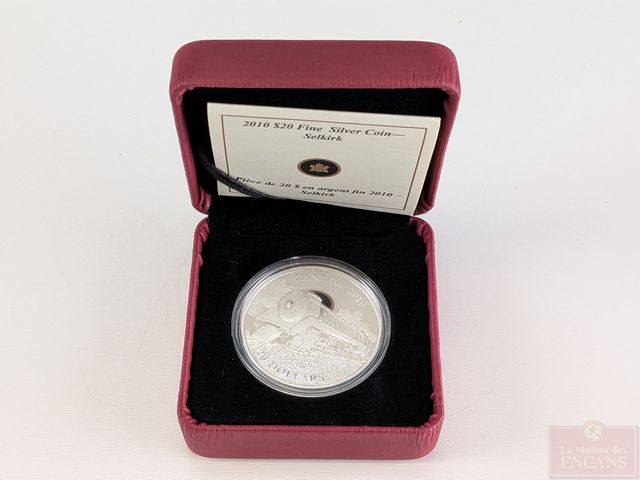 2010 $20 Fine Silver Coin—
Selkirk
Pièce de 20 $ en argent fin 2010–
Selkirk
CANADA 2010
20 DOLLARS
La Maison des
ENCANS